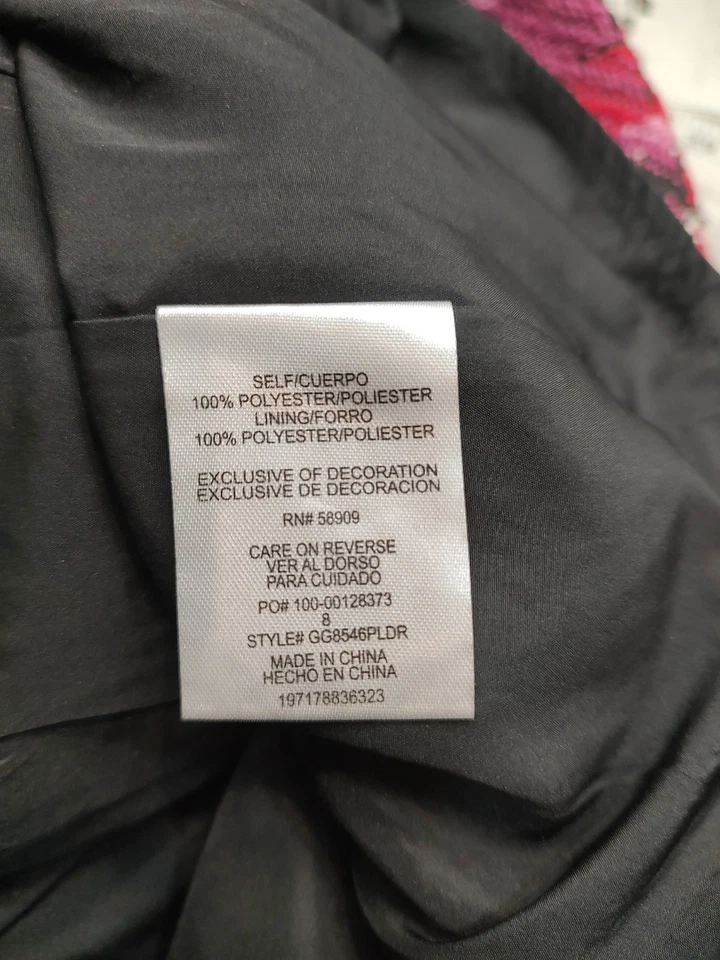 SELF/CUERPO
100% POLYESTER/POLIESTER
LINING/FORRO
100% POLYESTER/POLIESTER
EXCLUSIVE OF DECORATION
EXCLUSIVE DE DECORACION
RN# 58909
CARE ON REVERSE
VER AL DORSO
PARA CUIDADO
PO# 100-00128373
8
STYLE# GG8546PLDR
MADE IN CHINA
HECHO EN CHINA
197178836323